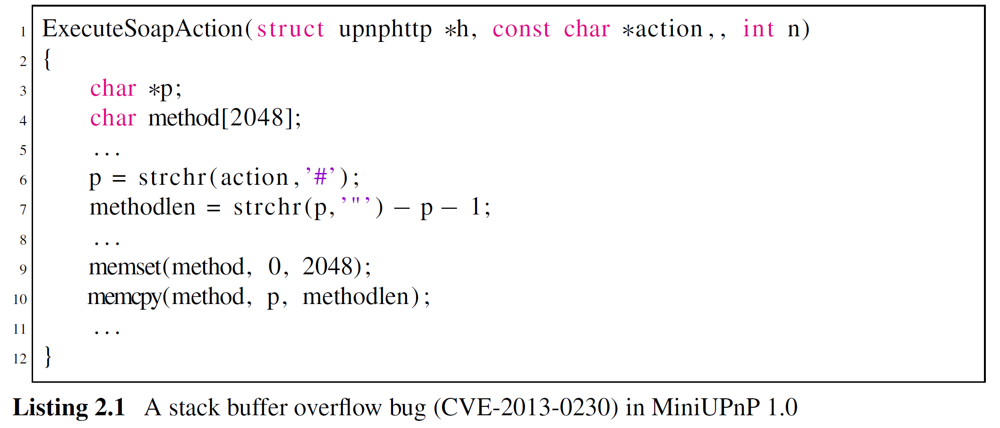 1 ExecuteSoapAction(struct upnphttp *h, const char *action,, int n)
2 {
3 char *p;
4 char method[2048];
5 ...
6 p = strchr(action,'#');
7 methodlen = strchr(p,'"') − p − 1;
8 ...
9 memset(method, 0, 2048);
10 memcpy(method, p, methodlen);
11 ...
12 }
Listing 2.1 A stack buffer overflow bug (CVE-2013-0230) in MiniUPnP 1.0